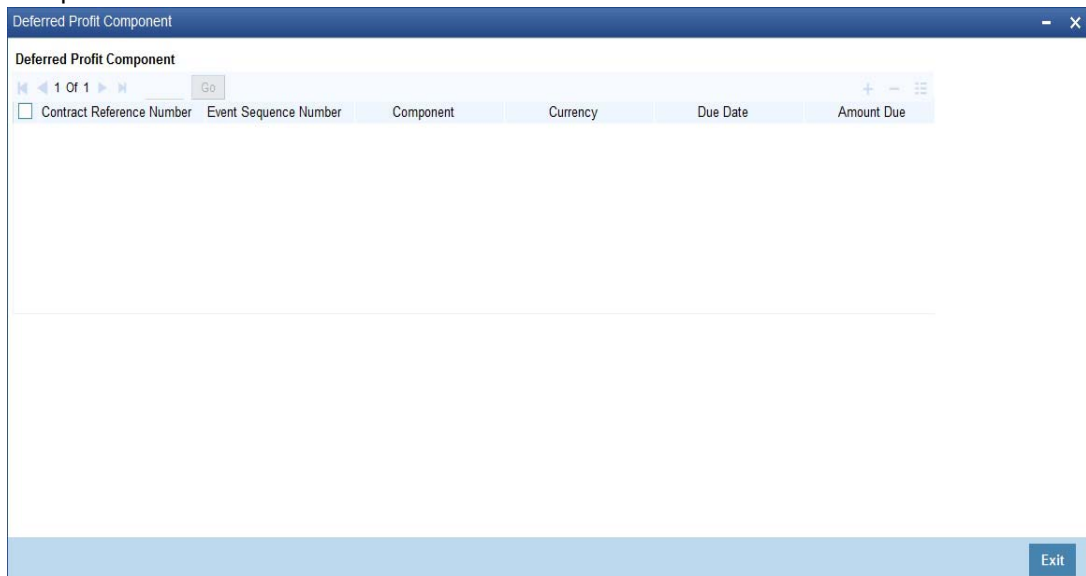 Deferred Profit Component
Deferred Profit Component
1 Of 1 Go
Contract Reference Number Event Sequence Number Component Currency Due Date Amount Due
Exit